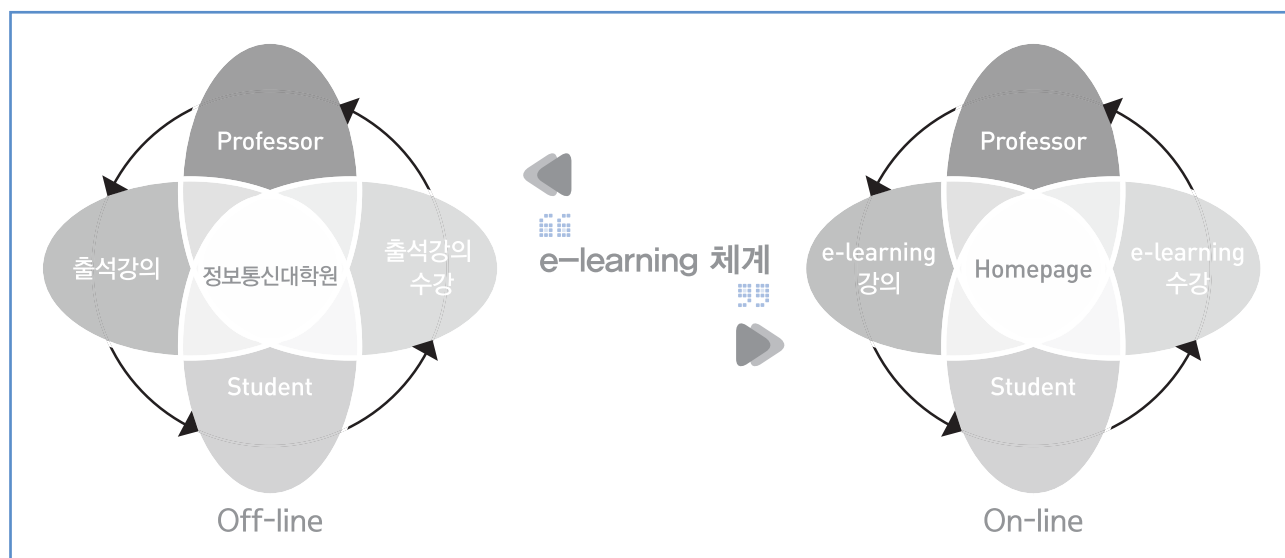 Professor
출석강의
정보통신대학원
출석강의
수강
Student
Off-line
e-learning 체계
Professor
e-learning
강의
Homepage
e-learning
수강
Student
On-line